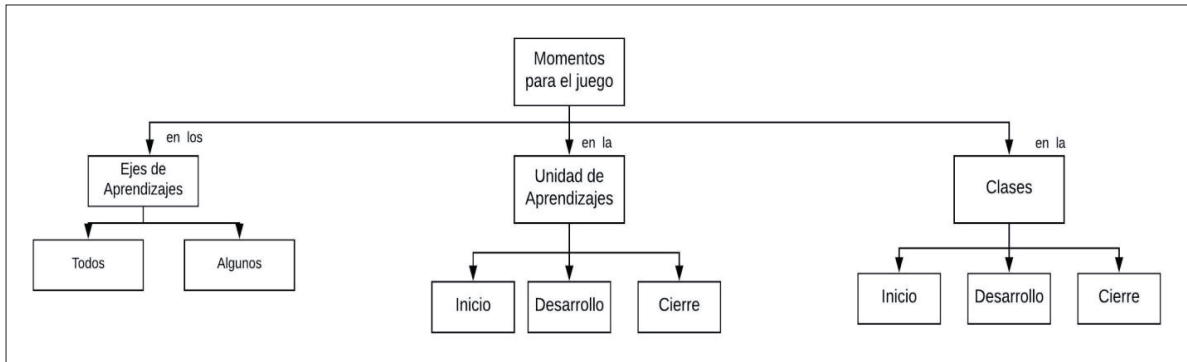 Momentos
para el juego
en los
en la
en la
Ejes de
Aprendizajes
Unidad de
Aprendizajes
Clases
Todos
Algunos
Inicio
Desarrollo
Cierre
Inicio
Desarrollo
Cierre